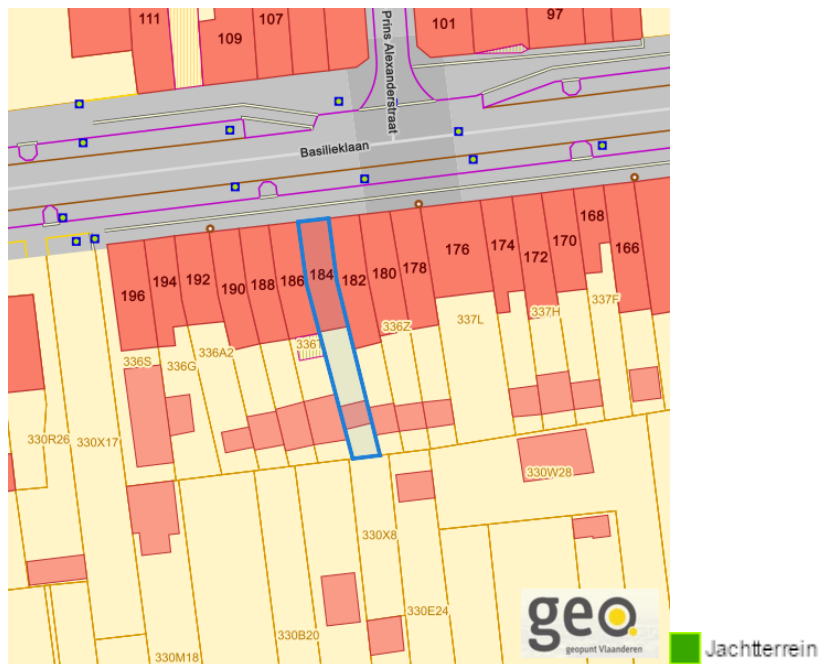 111
107
109
101
97
Prins Alexanderstraat
Basilieklaan
196
194
192
190
188
186
184
182
180
178
176
174
172
170
168
166
336S
336G
336A2
336T
336Z
337L
337H
337F
330R26
330X17
330W28
330X8
330E24
330B20
330M18
geo
geopunt Vlaanderen
Jachtterrein